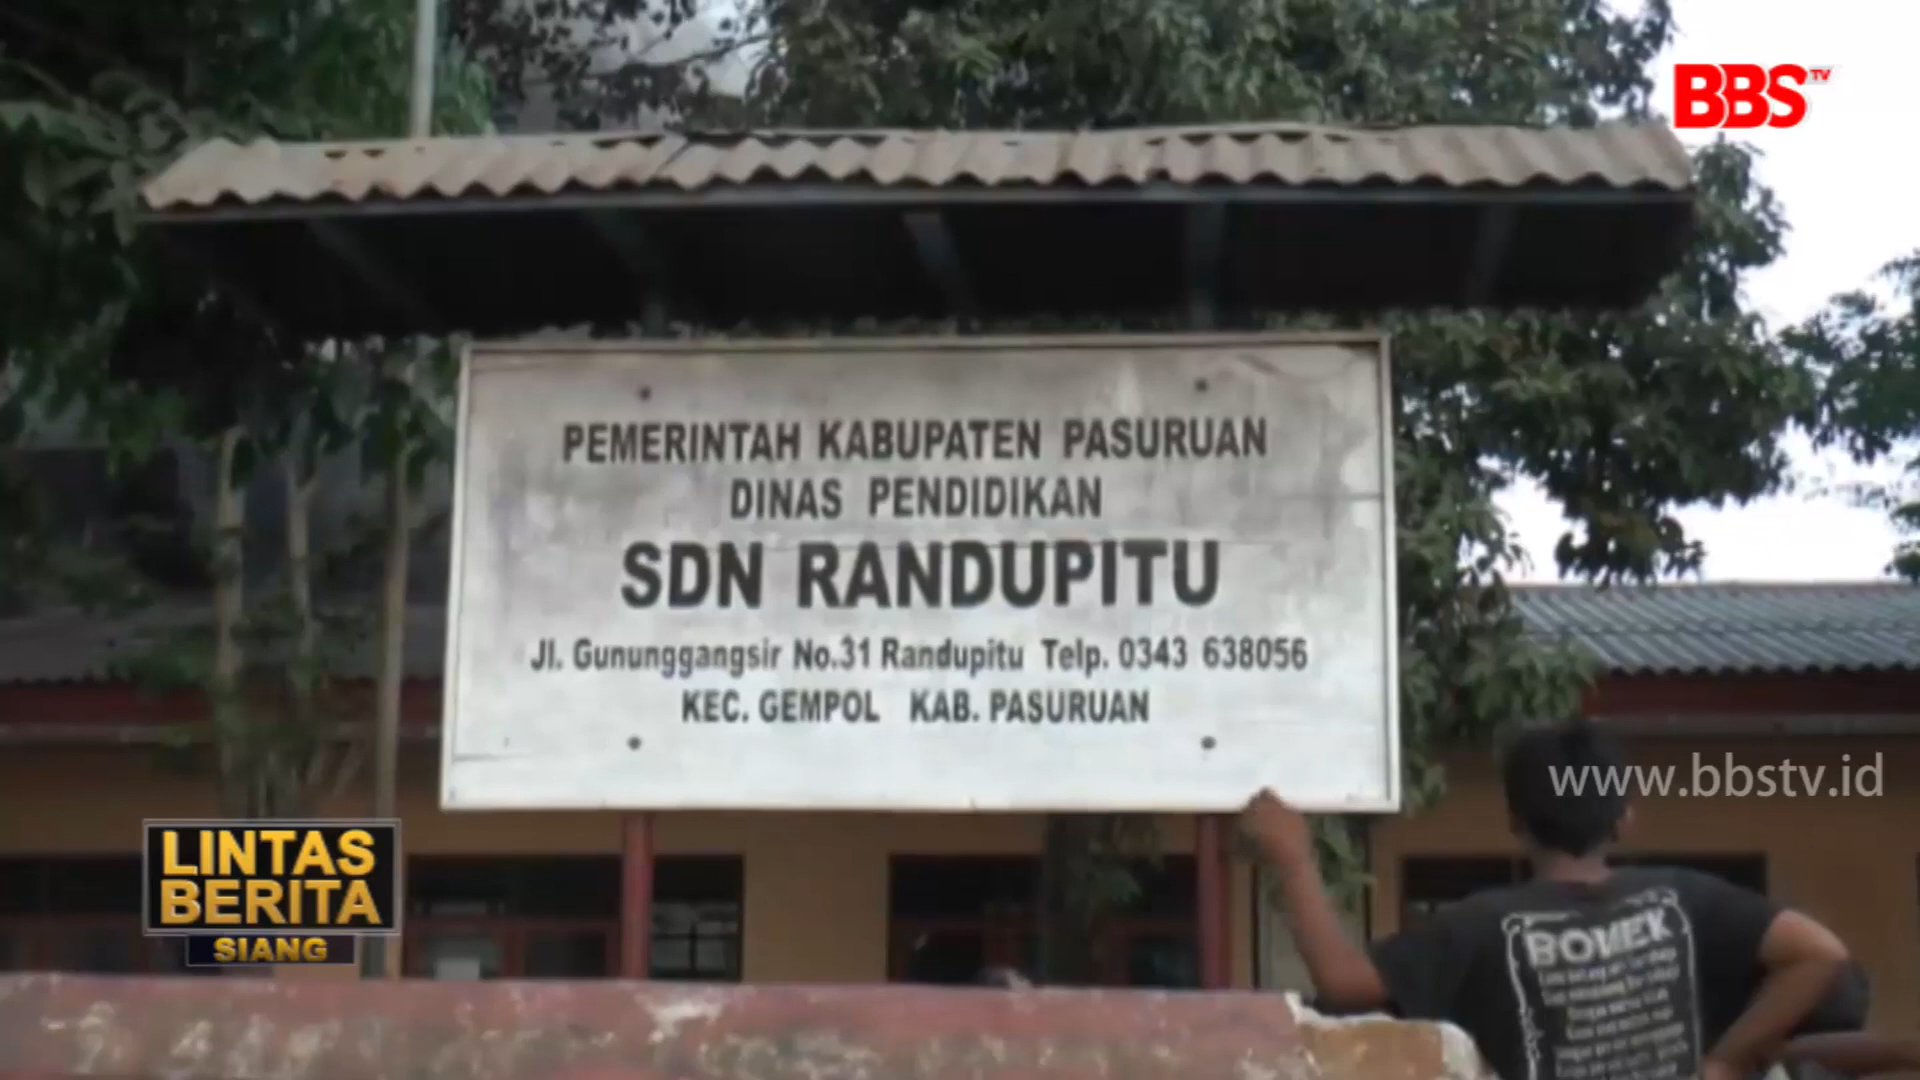 BBS TV
PEMERINTAH KABUPATEN PASURUAN
DINAS PENDIDIKAN
SDN RANDUPITU
Jl. Gununggangsir No.31 Randupitu Telp. 0343 638056
KEC. GEMPOL KAB. PASURUAN
www.bbstv.id
LINTAS
BERITA
SIANG
BONEK